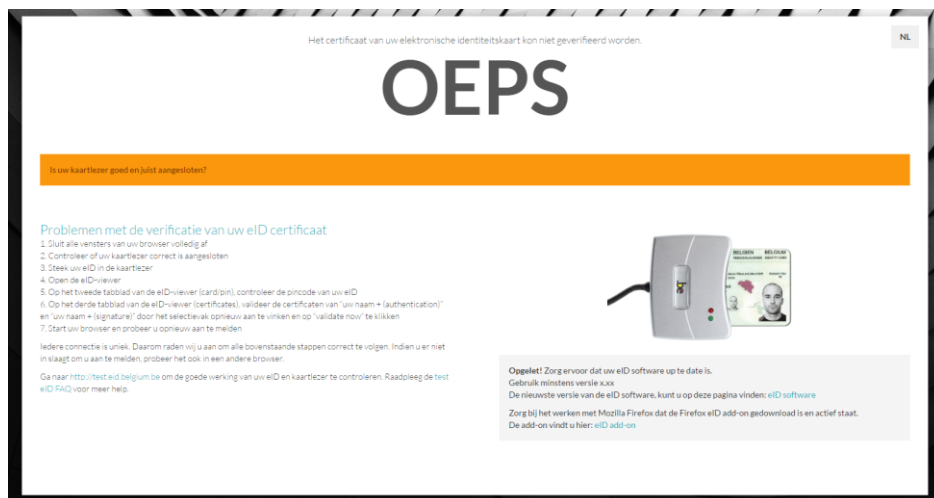 Het certificaat van uw elektronische identiteitskaart kon niet geverifieerd worden.
NL
OEPS
Is uw kaartlezer goed en juist aangesloten?
Problemen met de verificatie van uw eID certificaat
1. Sluit alle vensters van uw browser volledig af
2. Controleer of uw kaartlezer correct is aangesloten
3. Steek uw eID in de kaartlezer
4. Open de eID-viewer
5. Op het tweede tabblad van de eID-viewer (card/pin), controleer de pincode van uw eID
6. Op het derde tabblad van de eID-viewer (certificates), valideer de certificaten van "uw naam + (authentication)"
en "uw naam + (signature)" door het selectievak opnieuw aan te vinken en op "validate now" te klikken
7. Start uw browser en probeer u opnieuw aan te melden
Iedere connectie is uniek. Daarom raden wij u aan om alle bovenstaande stappen correct te volgen. Indien u er niet
in slaagt om u aan te melden, probeer het ook in een andere browser.
Ga naar http://test.eid.belgium.be om de goede werking van uw eID en kaartlezer te controleren. Raadpleeg de test
eID FAQ voor meer help.
BELGIEN BELGIUM
Opgelet! Zorg ervoor dat uw eID software up to date is.
Gebruik minstens versie x.xx
De nieuwste versie van de eID software, kunt u op deze pagina vinden: eID software
Zorg bij het werken met Mozilla Firefox dat de Firefox eID add-on gedownload is en actief staat.
De add-on vindt u hier: eID add-on